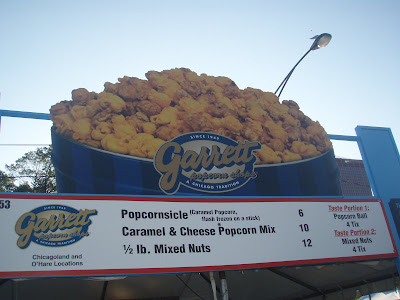 SINCE 1949
Garrett
popcorn shops
A CHICAGO TRADITION
53
Garrett
Chicagoland and
O'Hare Locations
Popcornsicle (Caramel Popcorn, flash frozen on a stick) 6
Caramel & Cheese Popcorn Mix 10
½ lb. Mixed Nuts 12
Taste Portion 1:
Popcorn Ball
4 Tix
Taste Portion 2:
Mixed Nuts
4 Tix